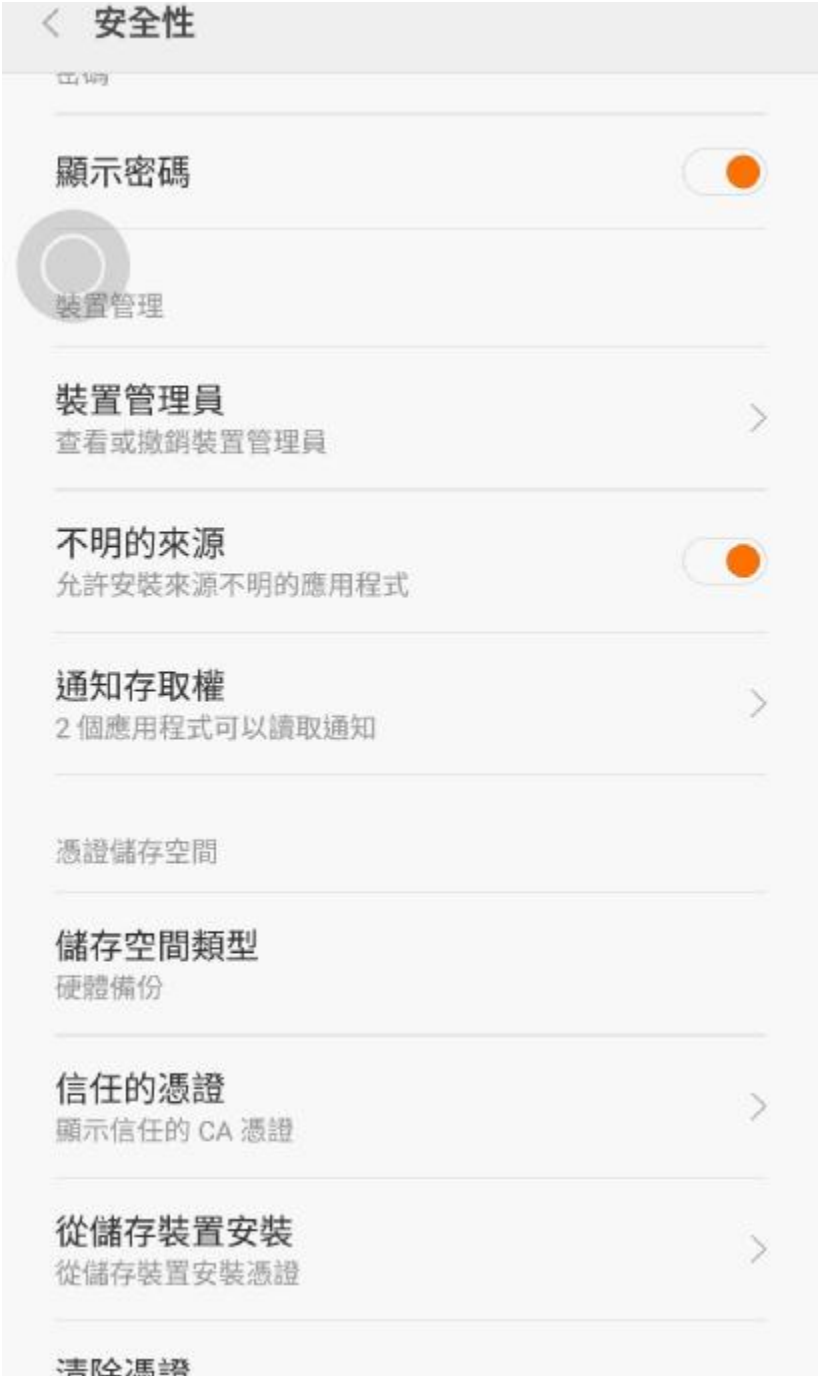 安全性
密碼
顯示密碼
裝置管理
裝置管理員
查看或撤銷裝置管理員
不明的來源
允許安裝來源不明的應用程式
通知存取權
2 個應用程式可以讀取通知
憑證儲存空間
儲存空間類型
硬體備份
信任的憑證
顯示信任的 CA 憑證
從儲存裝置安裝
從儲存裝置安裝憑證
清除憑證